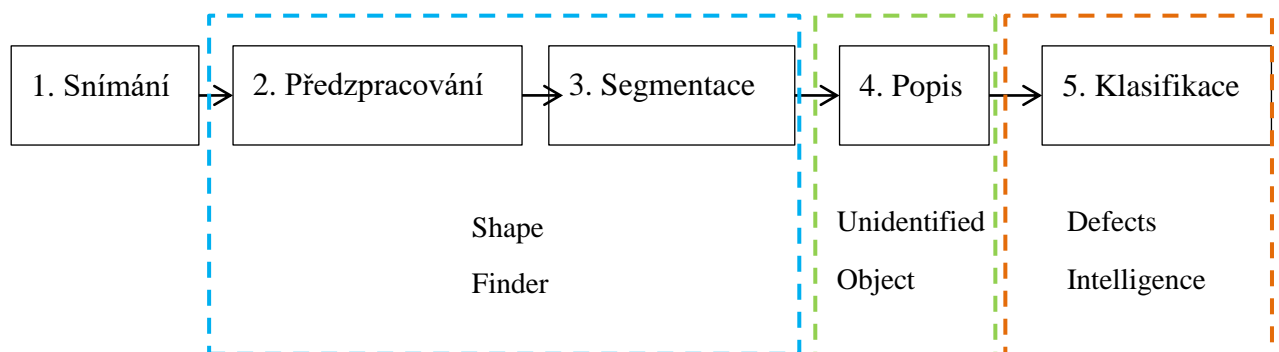 1. Snímání
2. Předzpracování
3. Segmentace
4. Popis
5. Klasifikace
Shape
Finder
Unidentified
Object
Defects
Intelligence